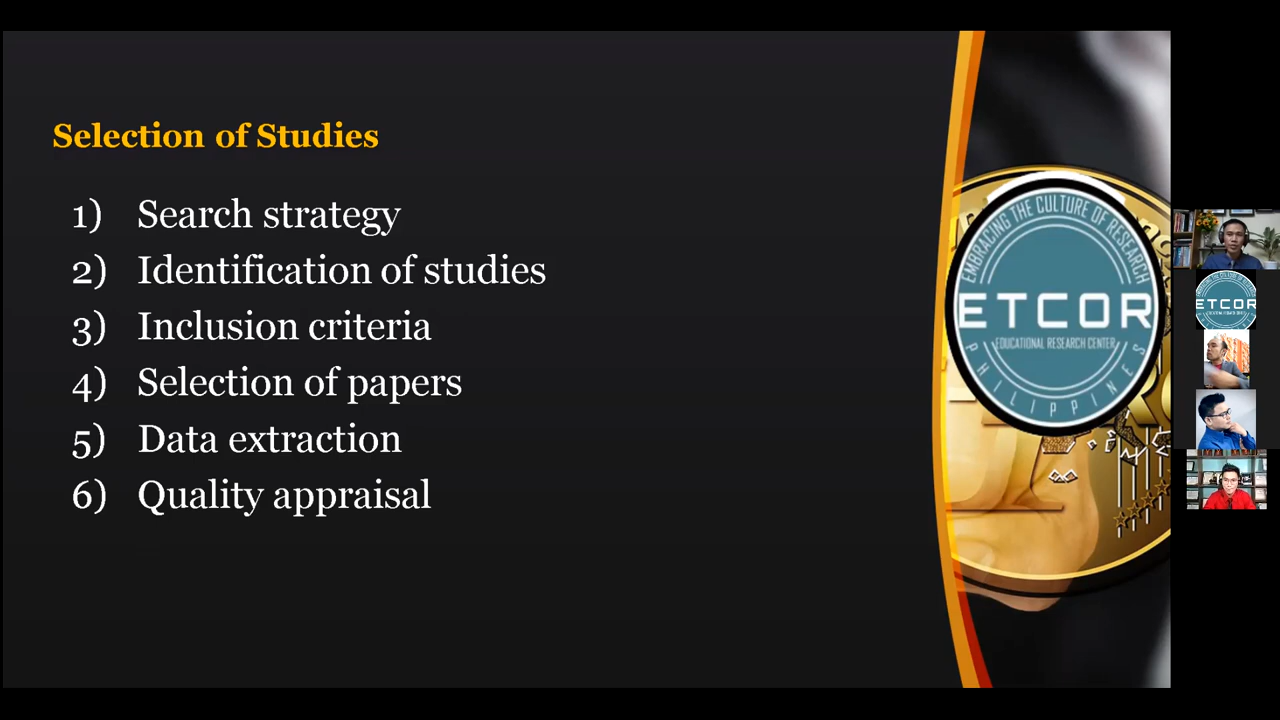 Selection of Studies
1) Search strategy
2) Identification of studies
3) Inclusion criteria
4) Selection of papers
5) Data extraction
6) Quality appraisal
EMBRACING THE CULTURE OF RESEARCH
ETCOR
EDUCATIONAL RESEARCH CENTER
PHILIPPINES
ETCOR